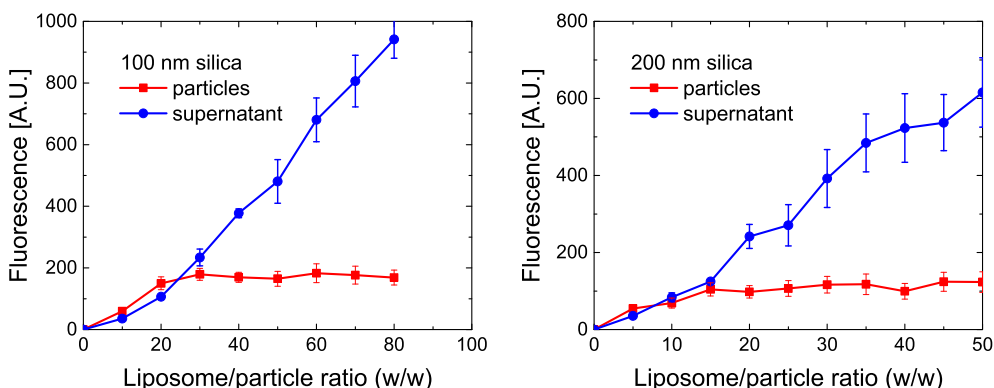 1000
800
600
400
200
0
0
20
40
60
80
100
Fluorescence [A.U.]
Liposome/particle ratio (w/w)
100 nm silica
particles
supernatant
800
600
400
200
0
0
10
20
30
40
50
Fluorescence [A.U.]
Liposome/particle ratio (w/w)
200 nm silica
particles
supernatant